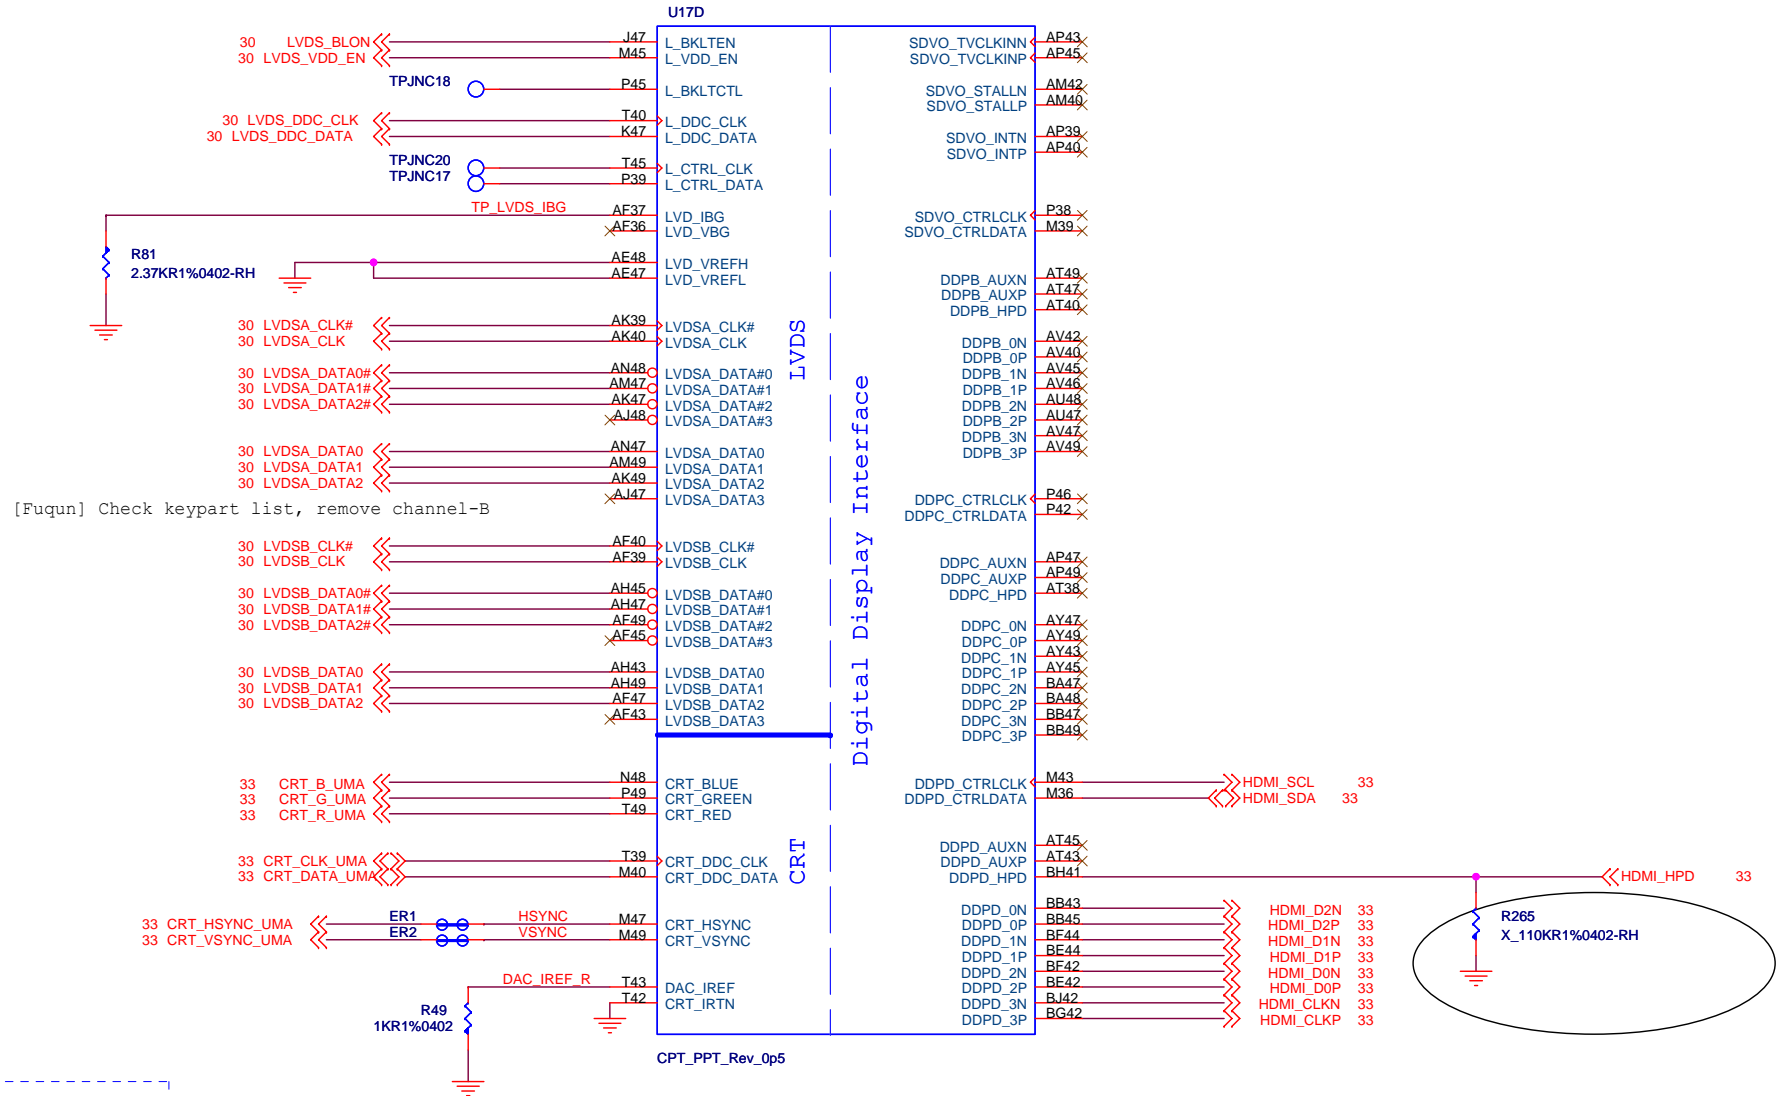 U17D
30 LVDS_BLON J47 L_BKLTEN SDVO_TVCLKINN AP43
30 LVDS_VDD_EN M45 L_VDD_EN SDVO_TVCLKINP AP45
TPJNC18 P45 L_BKLTCTL SDVO_STALLN AM42
SDVO_STALLP AM40
30 LVDS_DDC_CLK T40 L_DDC_CLK
30 LVDS_DDC_DATA K47 L_DDC_DATA SDVO_INTN AP39
SDVO_INTP AP40
TPJNC20 T45 L_CTRL_CLK
TPJNC17 P39 L_CTRL_DATA
TP_LVDS_IBG AF37 LVD_IBG SDVO_CTRLCLK P38
AF36 LVD_VBG SDVO_CTRLDATA M39
R81
2.37KR1%0402-RH
AE48 LVD_VREFH
AE47 LVD_VREFL DDPB_AUXN AT49
DDPB_AUXP AT47
DDPB_HPD AT40
30 LVDSA_CLK# AK39 LVDSA_CLK#
30 LVDSA_CLK AK40 LVDSA_CLK DDPB_0N AV42
DDPB_0P AV40
30 LVDSA_DATA0# AN48 LVDSA_DATA#0 DDPB_1N AV45
30 LVDSA_DATA1# AM47 LVDSA_DATA#1 DDPB_1P AV46
30 LVDSA_DATA2# AK47 LVDSA_DATA#2 DDPB_2N AU48
AJ48 LVDSA_DATA#3 DDPB_2P AU47
DDPB_3N AV47
30 LVDSA_DATA0 AN47 LVDSA_DATA0 DDPB_3P AV49
30 LVDSA_DATA1 AM49 LVDSA_DATA1
30 LVDSA_DATA2 AK49 LVDSA_DATA2
AJ47 LVDSA_DATA3 DDPC_CTRLCLK P46
[Fuqun] Check keypart list, remove channel-B DDPC_CTRLDATA P42
LVDS
Digital Display Interface
30 LVDSB_CLK# AF40 LVDSB_CLK#
30 LVDSB_CLK AF39 LVDSB_CLK DDPC_AUXN AP47
DDPC_AUXP AP49
30 LVDSB_DATA0# AH45 LVDSB_DATA#0 DDPC_HPD AT38
30 LVDSB_DATA1# AH47 LVDSB_DATA#1
30 LVDSB_DATA2# AF49 LVDSB_DATA#2 DDPC_0N AY47
AF45 LVDSB_DATA#3 DDPC_0P AY49
DDPC_1N AY43
30 LVDSB_DATA0 AH43 LVDSB_DATA0 DDPC_1P AY45
30 LVDSB_DATA1 AH49 LVDSB_DATA1 DDPC_2N BA47
30 LVDSB_DATA2 AF47 LVDSB_DATA2 DDPC_2P BA48
AF43 LVDSB_DATA3 DDPC_3N BB47
DDPC_3P BB49
33 CRT_B_UMA N48 CRT_BLUE DDPD_CTRLCLK M43 HDMI_SCL 33
33 CRT_G_UMA P49 CRT_GREEN DDPD_CTRLDATA M36 HDMI_SDA 33
33 CRT_R_UMA T49 CRT_RED
CRT
DDPD_AUXN AT45
33 CRT_CLK_UMA T39 CRT_DDC_CLK DDPD_AUXP AT43
33 CRT_DATA_UMA M40 CRT_DDC_DATA DDPD_HPD BH41 HDMI_HPD 33
DDPD_0N BB43 HDMI_D2N 33
33 CRT_HSYNC_UMA ER1 HSYNC M47 CRT_HSYNC DDPD_0P BB45 HDMI_D2P 33
33 CRT_VSYNC_UMA ER2 VSYNC M49 CRT_VSYNC DDPD_1N BF44 HDMI_D1N 33
DDPD_1P BE44 HDMI_D1P 33
DDPD_2N BF42 HDMI_D0N 33
DAC_IREF_R T43 DAC_IREF DDPD_2P BE42 HDMI_D0P 33
T42 CRT_IRTN DDPD_3N BJ42 HDMI_CLKN 33
DDPD_3P BG42 HDMI_CLKP 33
R265
X_110KR1%0402-RH
R49
1KR1%0402
CPT_PPT_Rev_0p5